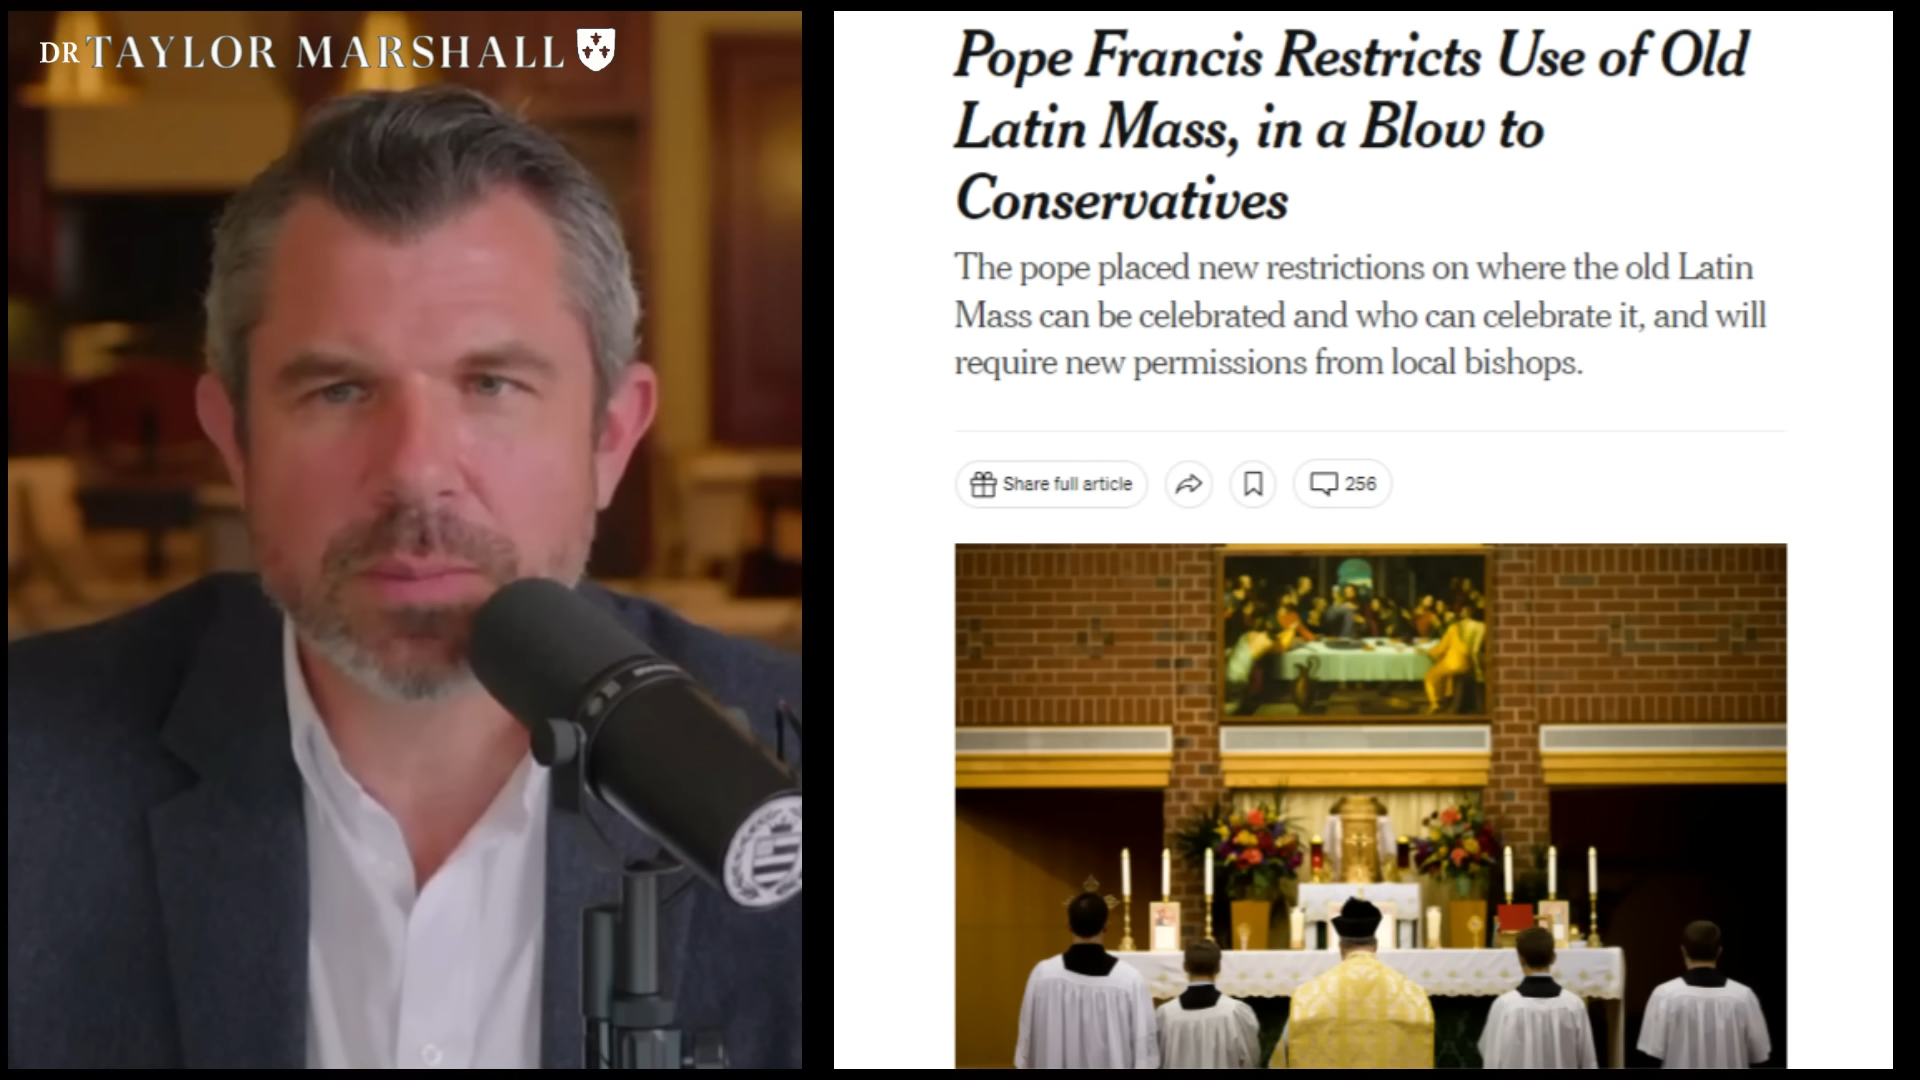 DR TAYLOR MARSHALL
Pope Francis Restricts Use of Old
Latin Mass, in a Blow to
Conservatives
The pope placed new restrictions on where the old Latin
Mass can be celebrated and who can celebrate it, and will
require new permissions from local bishops.
Share full article
256